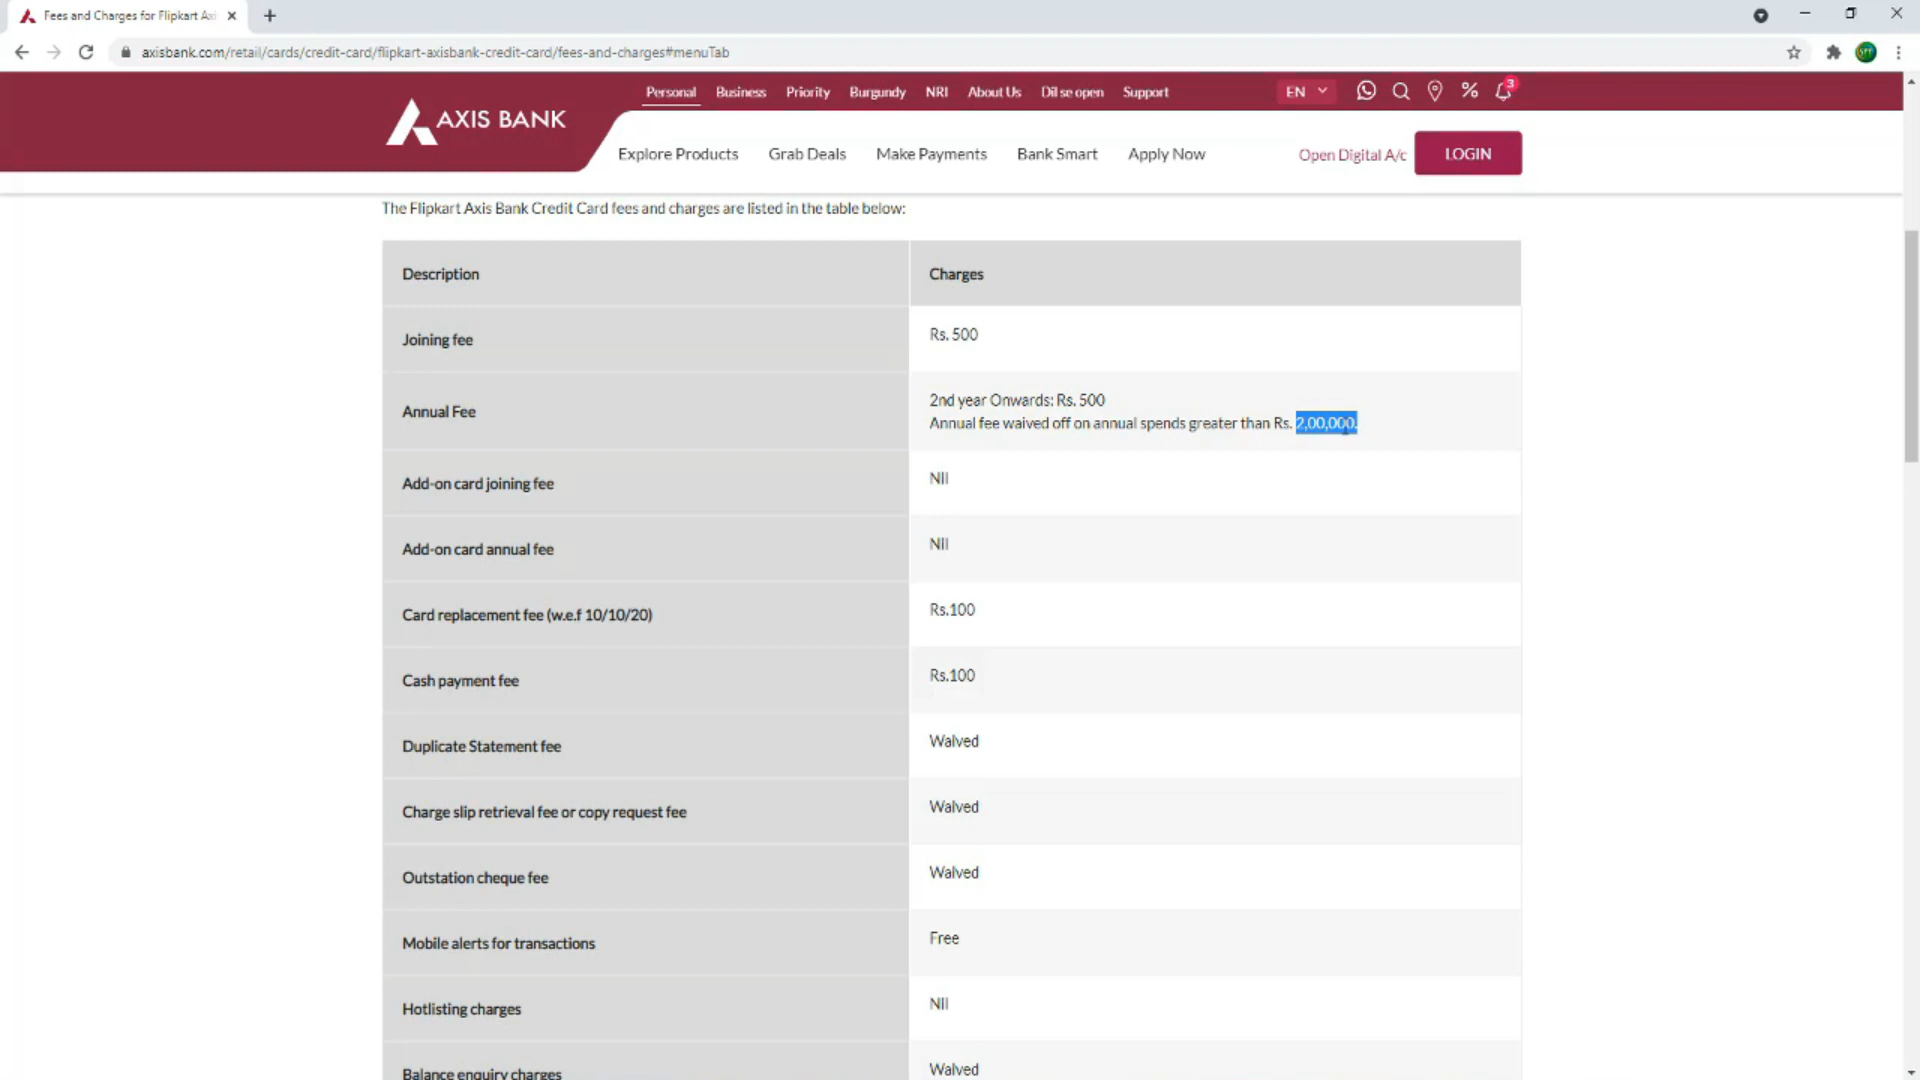 Fees and Charges for Flipkart Axi
axisbank.com/retail/cards/credit-card/flipkart-axisbank-credit-card/fees-and-charges#menuTab
Personal Business Priority Burgundy NRI About Us Dil se open Support EN 3
AXIS BANK
Explore Products Grab Deals Make Payments Bank Smart Apply Now Open Digital A/c LOGIN
The Flipkart Axis Bank Credit Card fees and charges are listed in the table below:
Description Charges
Joining fee Rs. 500
Annual Fee 2nd year Onwards: Rs. 500
Annual fee waived off on annual spends greater than Rs. 2,00,000.
Add-on card joining fee Nil
Add-on card annual fee Nil
Card replacement fee (w.e.f 10/10/20) Rs.100
Cash payment fee Rs.100
Duplicate Statement fee Waived
Charge slip retrieval fee or copy request fee Waived
Outstation cheque fee Waived
Mobile alerts for transactions Free
Hotlisting charges Nil
Balance enquiry charges Waived